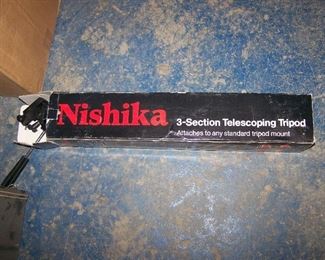 Nishika
3-Section Telescoping Tripod
Attaches to any standard tripod mount